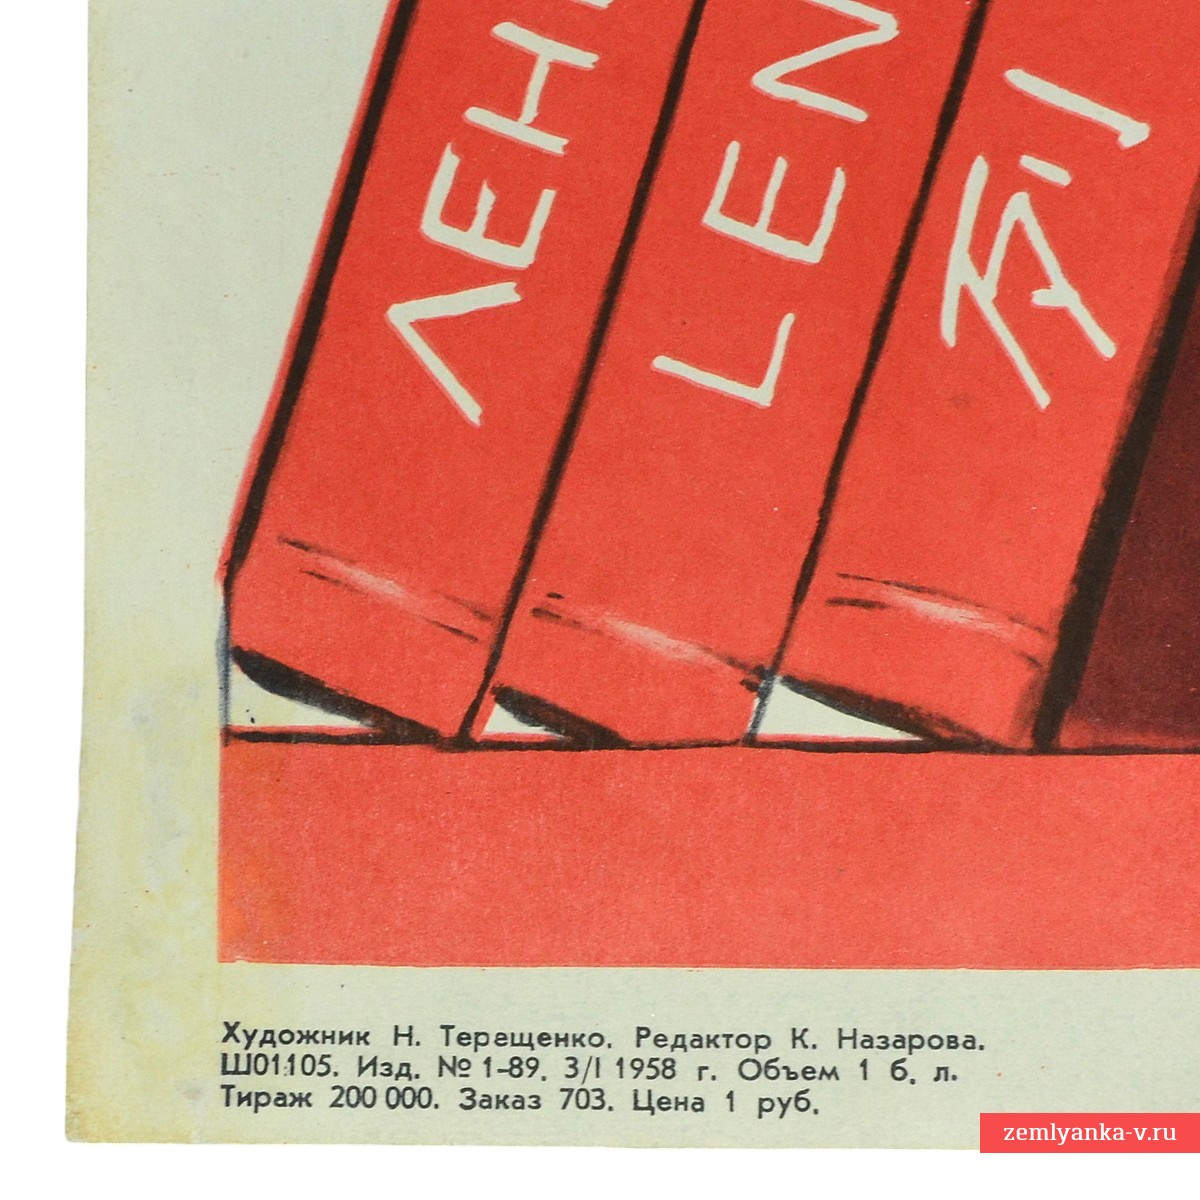 ЛЕН
LEN
Художник Н. Терещенко. Редактор К. Назарова.
Ш01105. Изд. № 1-89. 3/I 1958 г. Объем 1 б. л.
Тираж 200 000. Заказ 703. Цена 1 руб.
zemlyanka-v.ru